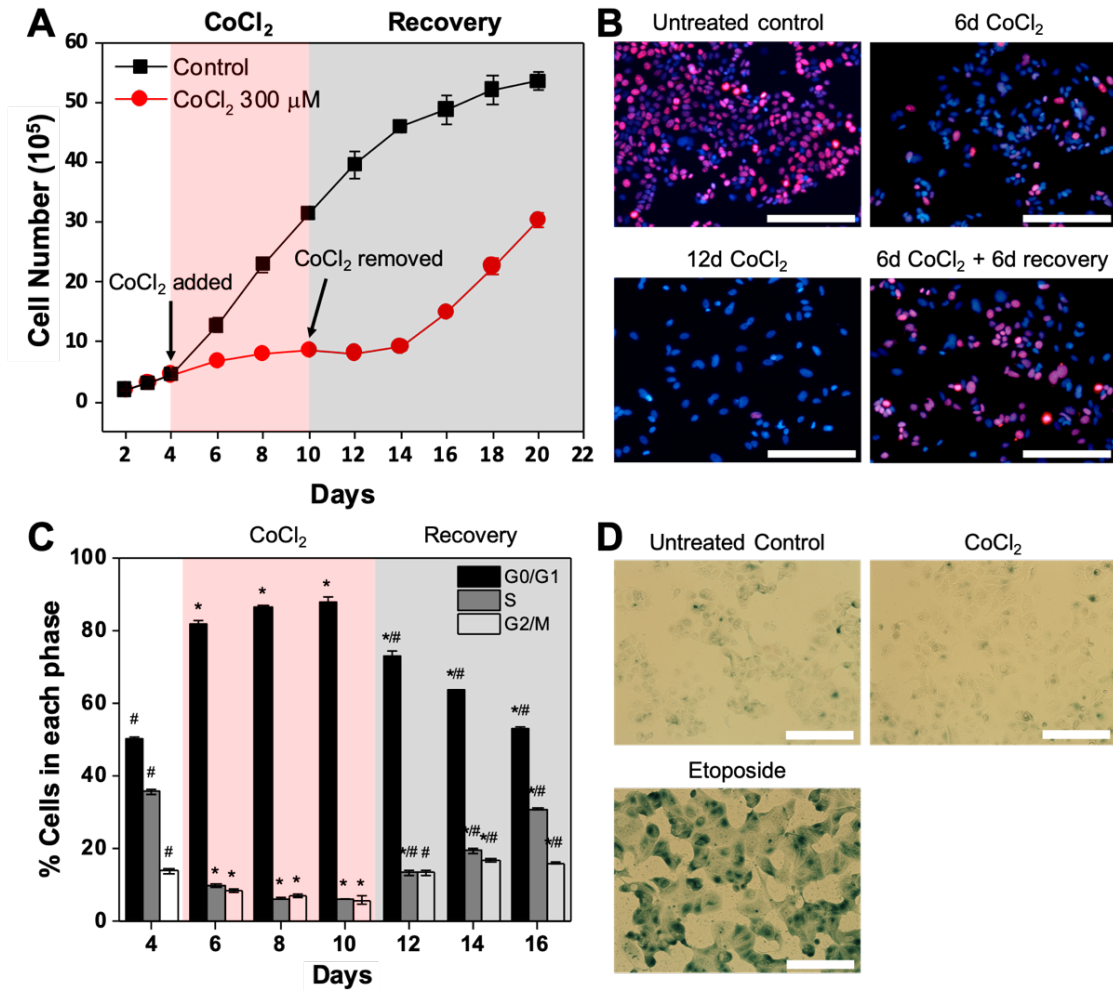 A
CoCl₂
Recovery
Control
CoCl₂ 300 µM
CoCl₂ added
CoCl₂ removed
Cell Number (10⁵)
60
50
40
30
20
10
0
2 4 6 8 10 12 14 16 18 20 22
Days
B
Untreated control
6d CoCl₂
12d CoCl₂
6d CoCl₂ + 6d recovery
C
CoCl₂
Recovery
G0/G1
S
G2/M
% Cells in each phase
100
80
60
40
20
0
# # #
* * *
* * *
* * *
*/# */# #
*/# */# */#
*/# */# */#
4 6 8 10 12 14 16
Days
D
Untreated Control
CoCl₂
Etoposide